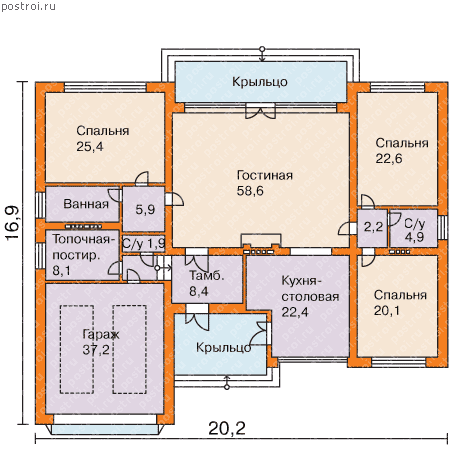 postroi.ru
Крыльцо
Спальня
25,4
Гостиная
58,6
Спальня
22,6
Ванная
5,9
2,2
С/у
4,9
Топочная-
постир.
8,1
С/у 1,9
Тамб.
8,4
Кухня-
столовая
22,4
Спальня
20,1
Гараж
37,2
Крыльцо
16,9
20,2